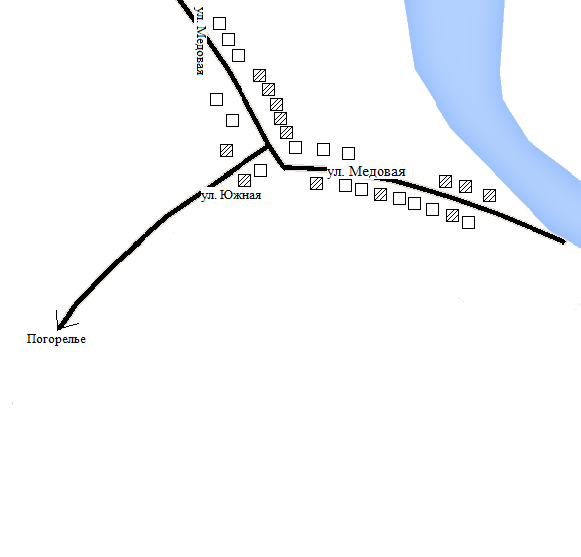 ул. Медовая
ул. Медовая
ул. Южная
Погорелье